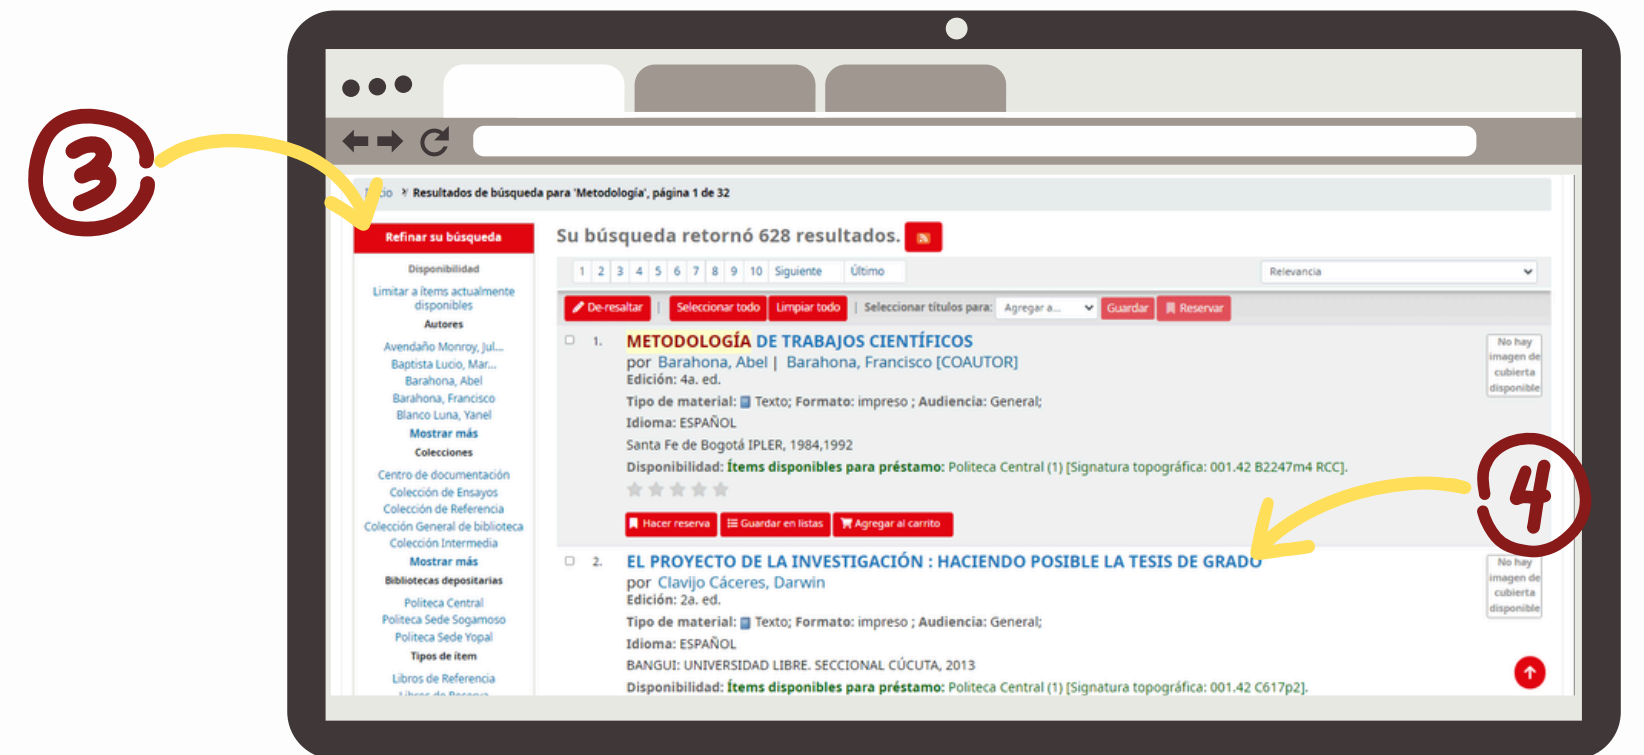 3
Resultados de búsqueda para 'Metodología', página 1 de 32
Refinar su búsqueda
Disponibilidad
Limitar a ítems actualmente
disponibles
Autores
Avendaño Monroy, Jul...
Baptista Lucio, Mar...
Barahona, Abel
Barahona, Francisco
Blanco Luna, Yanel
Mostrar más
Colecciones
Centro de documentación
Colección de Ensayos
Colección de Referencia
Colección General de biblioteca
Colección Intermedia
Mostrar más
Bibliotecas depositarias
Politeca Central
Politeca Sede Sogamoso
Politeca Sede Yopal
Tipos de ítem
Libros de Referencia
Libros de Reserva
Su búsqueda retornó 628 resultados.
1 2 3 4 5 6 7 8 9 10 Siguiente Último
Relevancia
De-resaltar | Seleccionar todo Limpiar todo | Seleccionar títulos para: Agregar a... Guardar Reservar
1. METODOLOGÍA DE TRABAJOS CIENTÍFICOS
por Barahona, Abel | Barahona, Francisco [COAUTOR]
Edición: 4a. ed.
Tipo de material: Texto; Formato: impreso ; Audiencia: General;
Idioma: ESPAÑOL
Santa Fe de Bogotá IPLER, 1984,1992
Disponibilidad: Ítems disponibles para préstamo: Politeca Central (1) [Signatura topográfica: 001.42 B2247m4 RCC].
Hacer reserva Guardar en listas Agregar al carrito
No hay
imagen de
cubierta
disponible
4
2. EL PROYECTO DE LA INVESTIGACIÓN : HACIENDO POSIBLE LA TESIS DE GRADO
por Clavijo Cáceres, Darwin
Edición: 2a. ed.
Tipo de material: Texto; Formato: impreso ; Audiencia: General;
Idioma: ESPAÑOL
BANGUI: UNIVERSIDAD LIBRE. SECCIONAL CÚCUTA, 2013
Disponibilidad: Ítems disponibles para préstamo: Politeca Central (1) [Signatura topográfica: 001.42 C617p2].
No hay
imagen de
cubierta
disponible